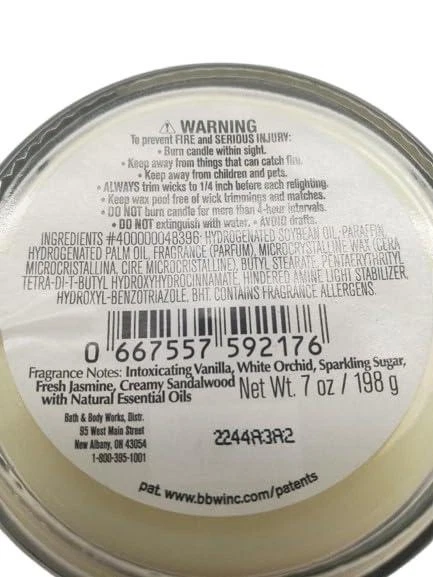 ⚠ WARNING
To prevent FIRE and SERIOUS INJURY:
• Burn candle within sight.
• Keep away from things that can catch fire.
• Keep away from children and pets.
• ALWAYS trim wicks to 1/4 inch before each relighting.
• Keep wax pool free of wick trimmings and matches.
• DO NOT burn candle for more than 4-hour intervals.
• DO NOT extinguish with water. • AVOID drafts.
INGREDIENTS #400000048396: HYDROGENATED SOYBEAN OIL, PARAFFIN,
HYDROGENATED PALM OIL, FRAGRANCE (PARFUM), MICROCRYSTALLINE WAX (CERA
MICROCRISTALLINA, CIRE MICROCRISTALLINE), BUTYL STEARATE, PENTAERYTHRITYL
TETRA-DI-T-BUTYL HYDROXYHYDROCINNAMATE, HINDERED AMINE LIGHT STABILIZER,
HYDROXYL-BENZOTRIAZOLE, BHT. CONTAINS FRAGRANCE ALLERGENS.
0 667557 592176
Fragrance Notes: Intoxicating Vanilla, White Orchid, Sparkling Sugar,
Fresh Jasmine, Creamy Sandalwood
with Natural Essential Oils
Net Wt. 7 oz / 198 g
Bath & Body Works, Distr.
95 West Main Street
New Albany, OH 43054
1-800-395-1001
2244A3A2
pat. www.bbwinc.com/patents